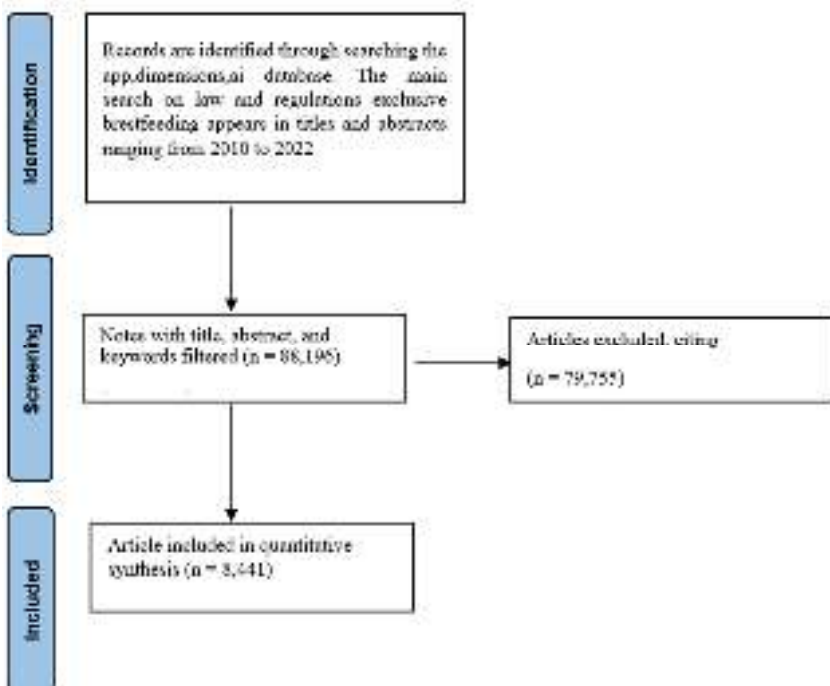 Identification
Records are identified through searching the
app,dimensions,ai database. The main
search on law and regulations exclusive
brestfeeding appears in titles and abstracts
ranging from 2010 to 2022
Screening
Notes with title, abstract, and
keywords filtered (n = 88,196)
Articles excluded, citing
(n = 79,755)
Included
Article included in quantitative
synthesis (n = 8,441)